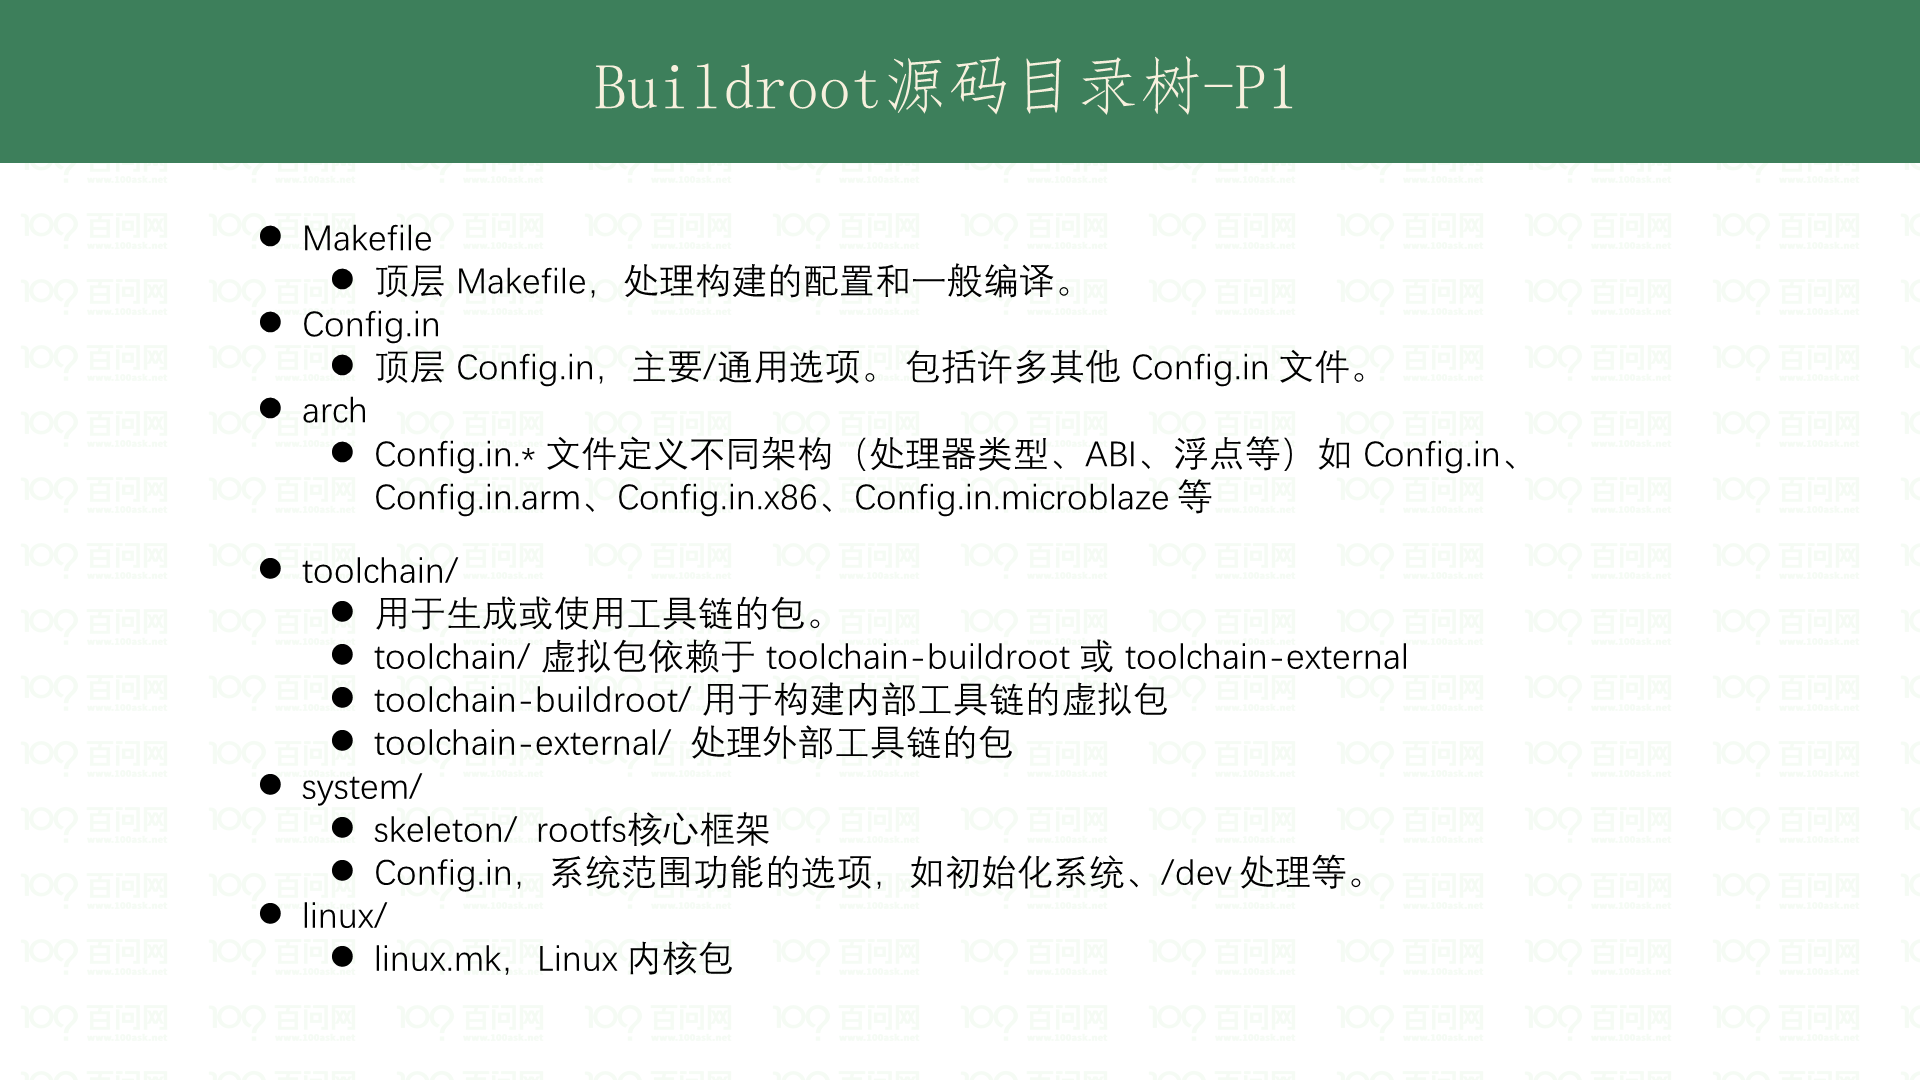 Buildroot源码目录树-P1
● Makefile
● 顶层 Makefile，处理构建的配置和一般编译。
● Config.in
● 顶层 Config.in， 主要/通用选项。 包括许多其他 Config.in 文件。
● arch
● Config.in.* 文件定义不同架构（处理器类型、ABI、浮点等）如 Config.in、
Config.in.arm、Config.in.x86、Config.in.microblaze 等
● toolchain/
● 用于生成或使用工具链的包。
● toolchain/ 虚拟包依赖于 toolchain-buildroot 或 toolchain-external
● toolchain-buildroot/ 用于构建内部工具链的虚拟包
● toolchain-external/ 处理外部工具链的包
● system/
● skeleton/ rootfs核心框架
● Config.in， 系统范围功能的选项，如初始化系统、/dev 处理等。
● linux/
● linux.mk，Linux 内核包